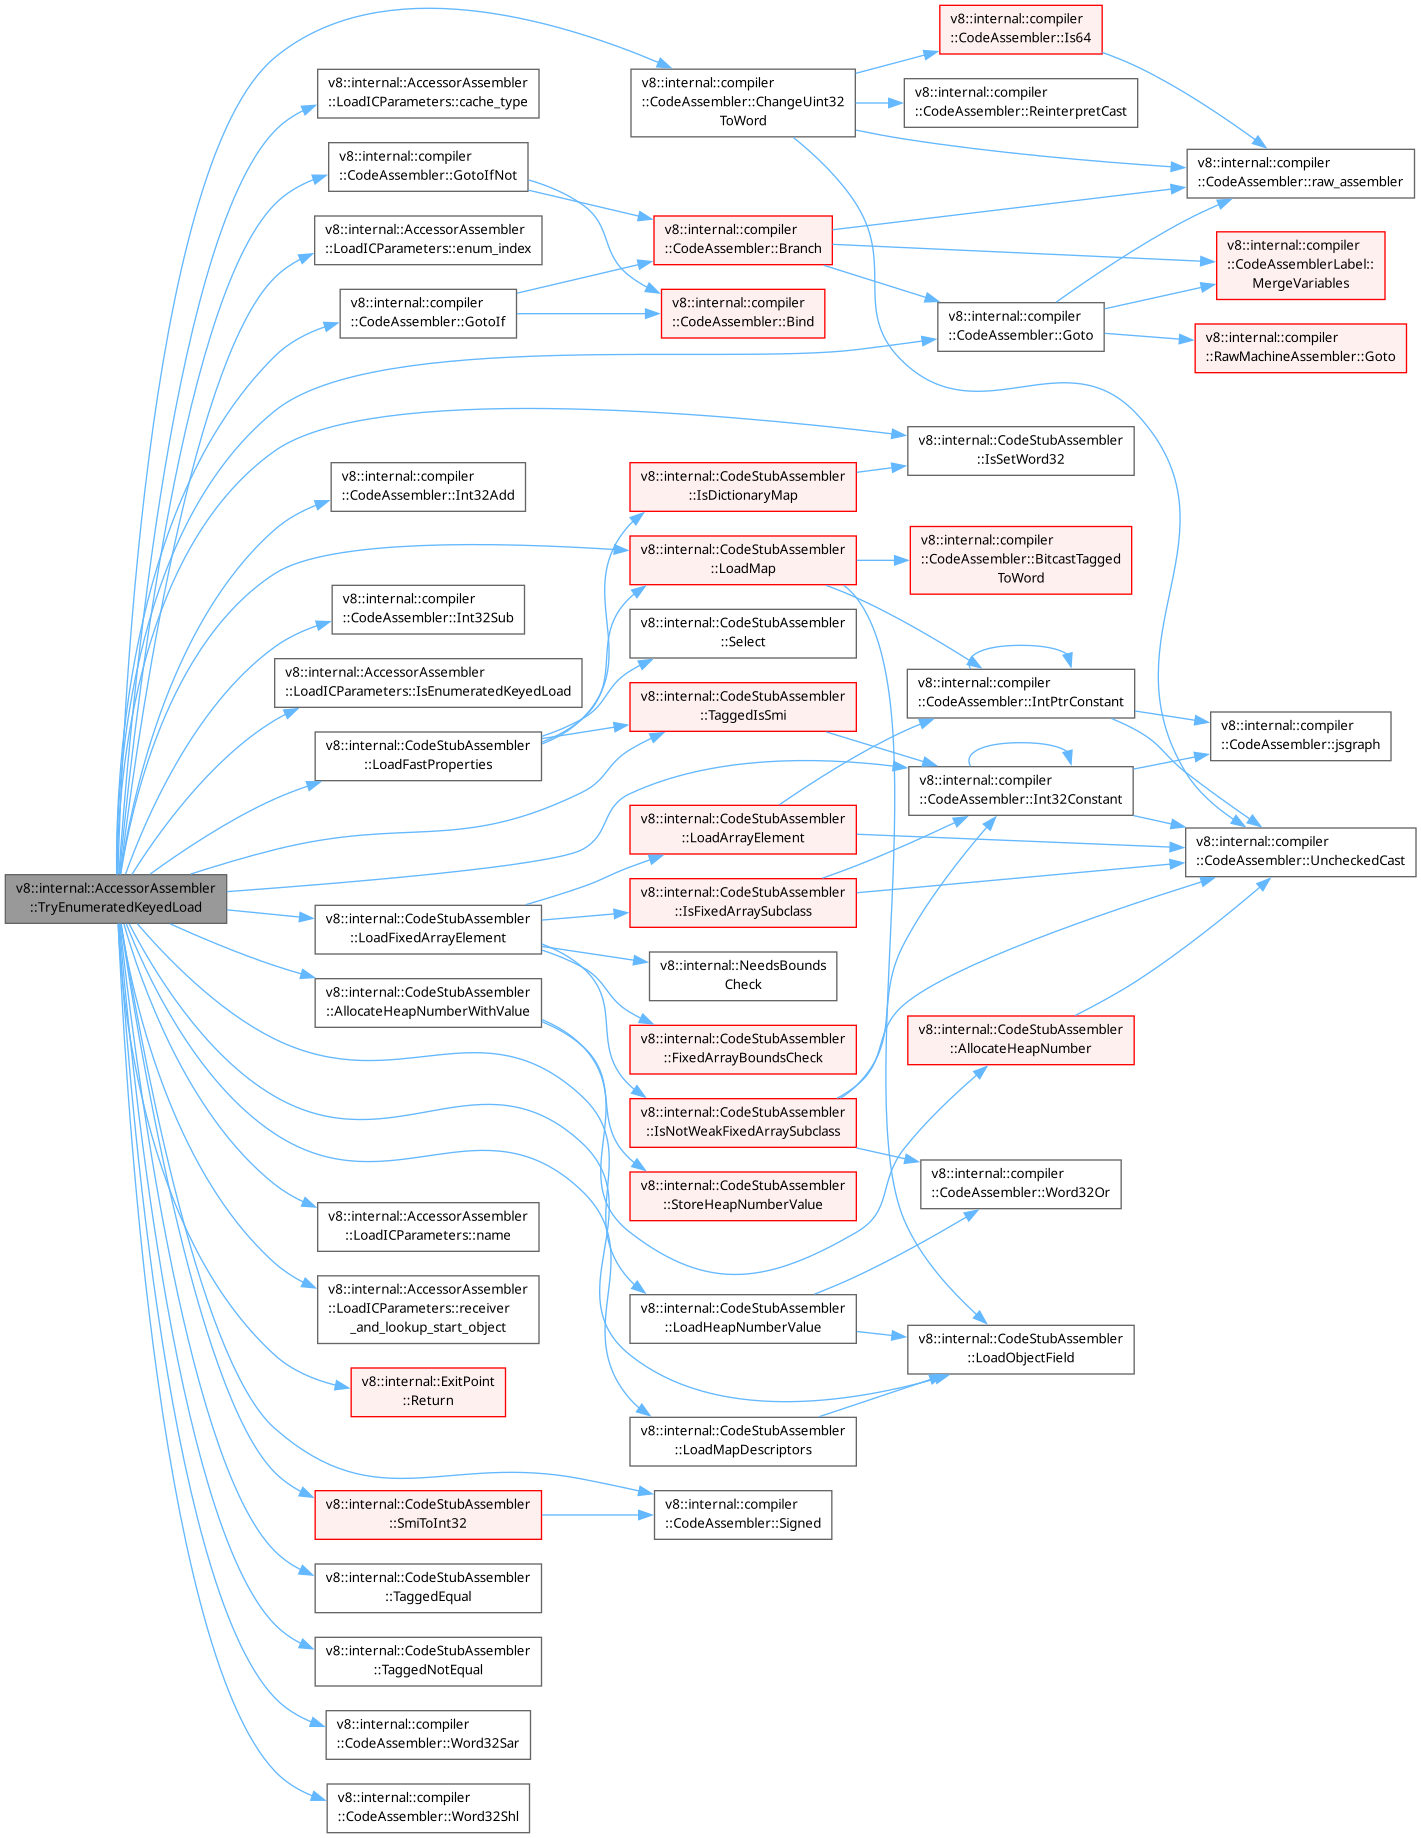 v8::internal::AccessorAssembler
::TryEnumeratedKeyedLoad
v8::internal::AccessorAssembler
::LoadICParameters::cache_type
v8::internal::compiler
::CodeAssembler::GotoIfNot
v8::internal::AccessorAssembler
::LoadICParameters::enum_index
v8::internal::compiler
::CodeAssembler::GotoIf
v8::internal::compiler
::CodeAssembler::Int32Add
v8::internal::compiler
::CodeAssembler::Int32Sub
v8::internal::AccessorAssembler
::LoadICParameters::IsEnumeratedKeyedLoad
v8::internal::CodeStubAssembler
::LoadFastProperties
v8::internal::CodeStubAssembler
::LoadFixedArrayElement
v8::internal::CodeStubAssembler
::AllocateHeapNumberWithValue
v8::internal::AccessorAssembler
::LoadICParameters::name
v8::internal::AccessorAssembler
::LoadICParameters::receiver
_and_lookup_start_object
v8::internal::ExitPoint
::Return
v8::internal::CodeStubAssembler
::SmiToInt32
v8::internal::CodeStubAssembler
::TaggedEqual
v8::internal::CodeStubAssembler
::TaggedNotEqual
v8::internal::compiler
::CodeAssembler::Word32Sar
v8::internal::compiler
::CodeAssembler::Word32Shl
v8::internal::compiler
::CodeAssembler::ChangeUint32
ToWord
v8::internal::compiler
::CodeAssembler::Branch
v8::internal::compiler
::CodeAssembler::Bind
v8::internal::CodeStubAssembler
::IsDictionaryMap
v8::internal::CodeStubAssembler
::LoadMap
v8::internal::CodeStubAssembler
::Select
v8::internal::CodeStubAssembler
::TaggedIsSmi
v8::internal::CodeStubAssembler
::LoadArrayElement
v8::internal::CodeStubAssembler
::IsFixedArraySubclass
v8::internal::NeedsBounds
Check
v8::internal::CodeStubAssembler
::FixedArrayBoundsCheck
v8::internal::CodeStubAssembler
::IsNotWeakFixedArraySubclass
v8::internal::CodeStubAssembler
::StoreHeapNumberValue
v8::internal::CodeStubAssembler
::LoadHeapNumberValue
v8::internal::CodeStubAssembler
::LoadMapDescriptors
v8::internal::compiler
::CodeAssembler::Signed
v8::internal::compiler
::CodeAssembler::Is64
v8::internal::compiler
::CodeAssembler::ReinterpretCast
v8::internal::compiler
::CodeAssembler::Goto
v8::internal::CodeStubAssembler
::IsSetWord32
v8::internal::compiler
::CodeAssembler::BitcastTagged
ToWord
v8::internal::compiler
::CodeAssembler::IntPtrConstant
v8::internal::compiler
::CodeAssembler::Int32Constant
v8::internal::CodeStubAssembler
::AllocateHeapNumber
v8::internal::compiler
::CodeAssembler::Word32Or
v8::internal::CodeStubAssembler
::LoadObjectField
v8::internal::compiler
::CodeAssembler::raw_assembler
v8::internal::compiler
::CodeAssemblerLabel::
MergeVariables
v8::internal::compiler
::RawMachineAssembler::Goto
v8::internal::compiler
::CodeAssembler::jsgraph
v8::internal::compiler
::CodeAssembler::UncheckedCast